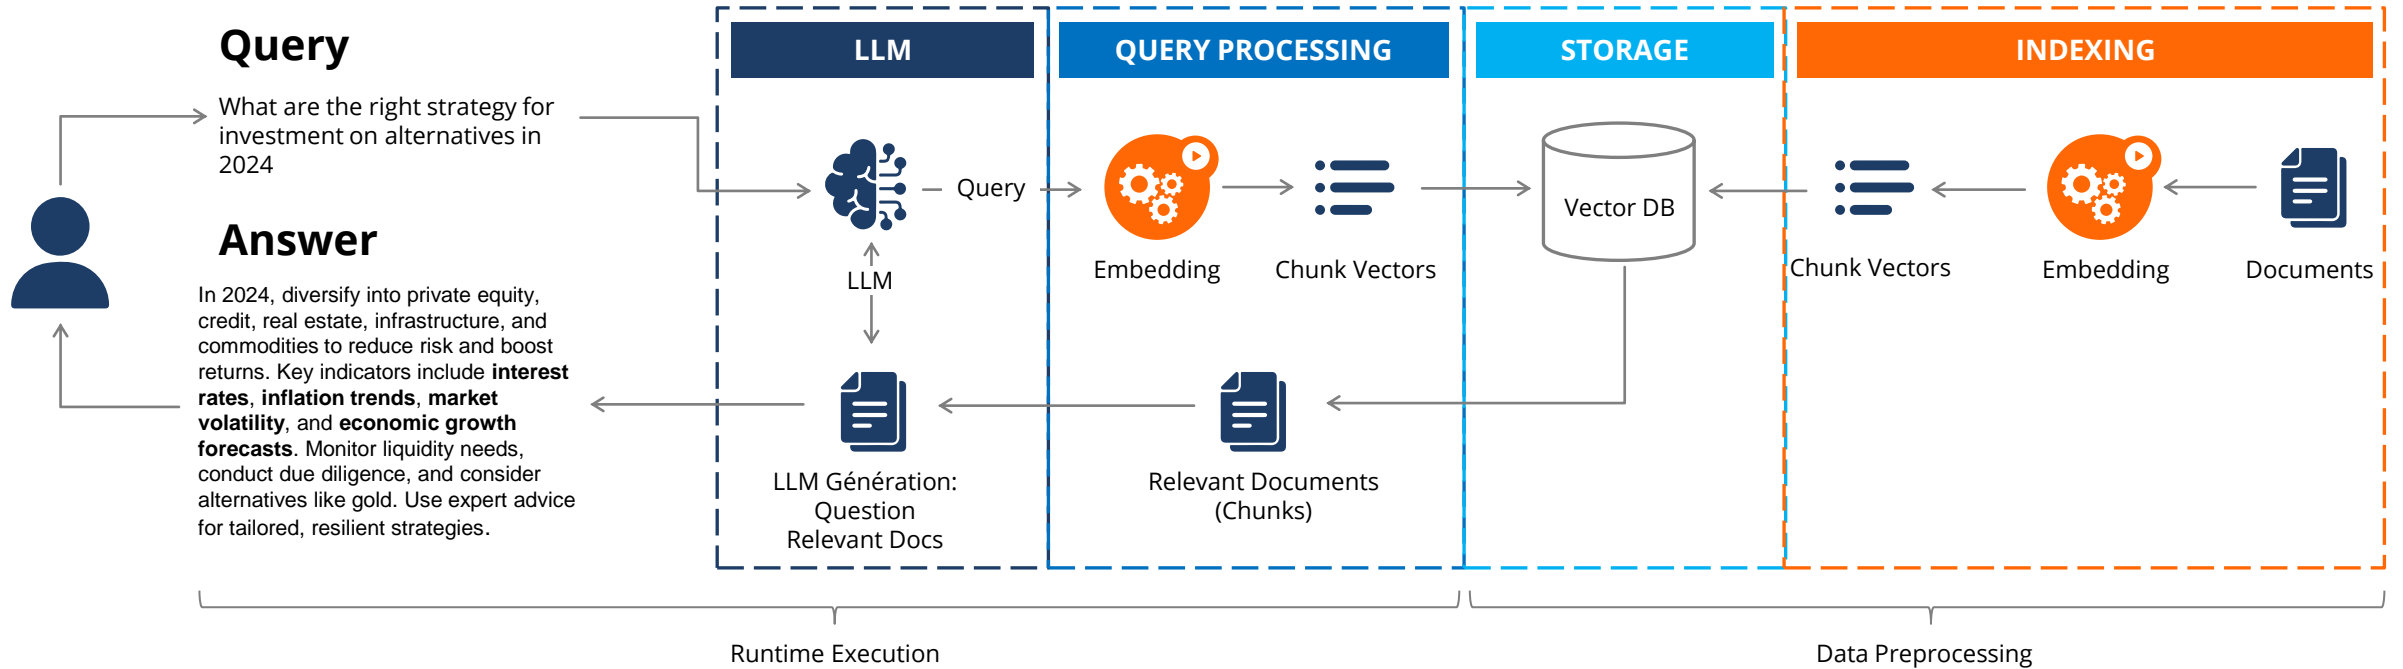 Query
What are the right strategy for
investment on alternatives in
2024
Answer
In 2024, diversify into private equity,
credit, real estate, infrastructure, and
commodities to reduce risk and boost
returns. Key indicators include interest
rates, inflation trends, market
volatility, and economic growth
forecasts. Monitor liquidity needs,
conduct due diligence, and consider
alternatives like gold. Use expert advice
for tailored, resilient strategies.
LLM
Query
LLM
LLM Génération:
Question
Relevant Docs
QUERY PROCESSING
Embedding
Chunk Vectors
Relevant Documents
(Chunks)
STORAGE
Vector DB
INDEXING
Chunk Vectors
Embedding
Documents
Runtime Execution
Data Preprocessing